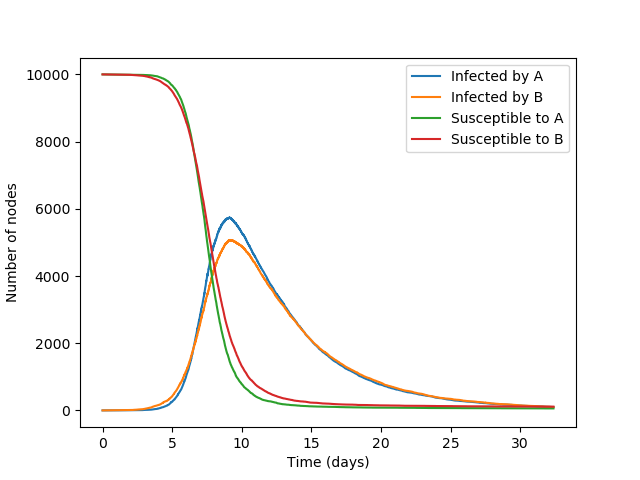 Infected by A
Infected by B
Susceptible to A
Susceptible to B
Number of nodes
10000
8000
6000
4000
2000
0
0 5 10 15 20 25 30
Time (days)